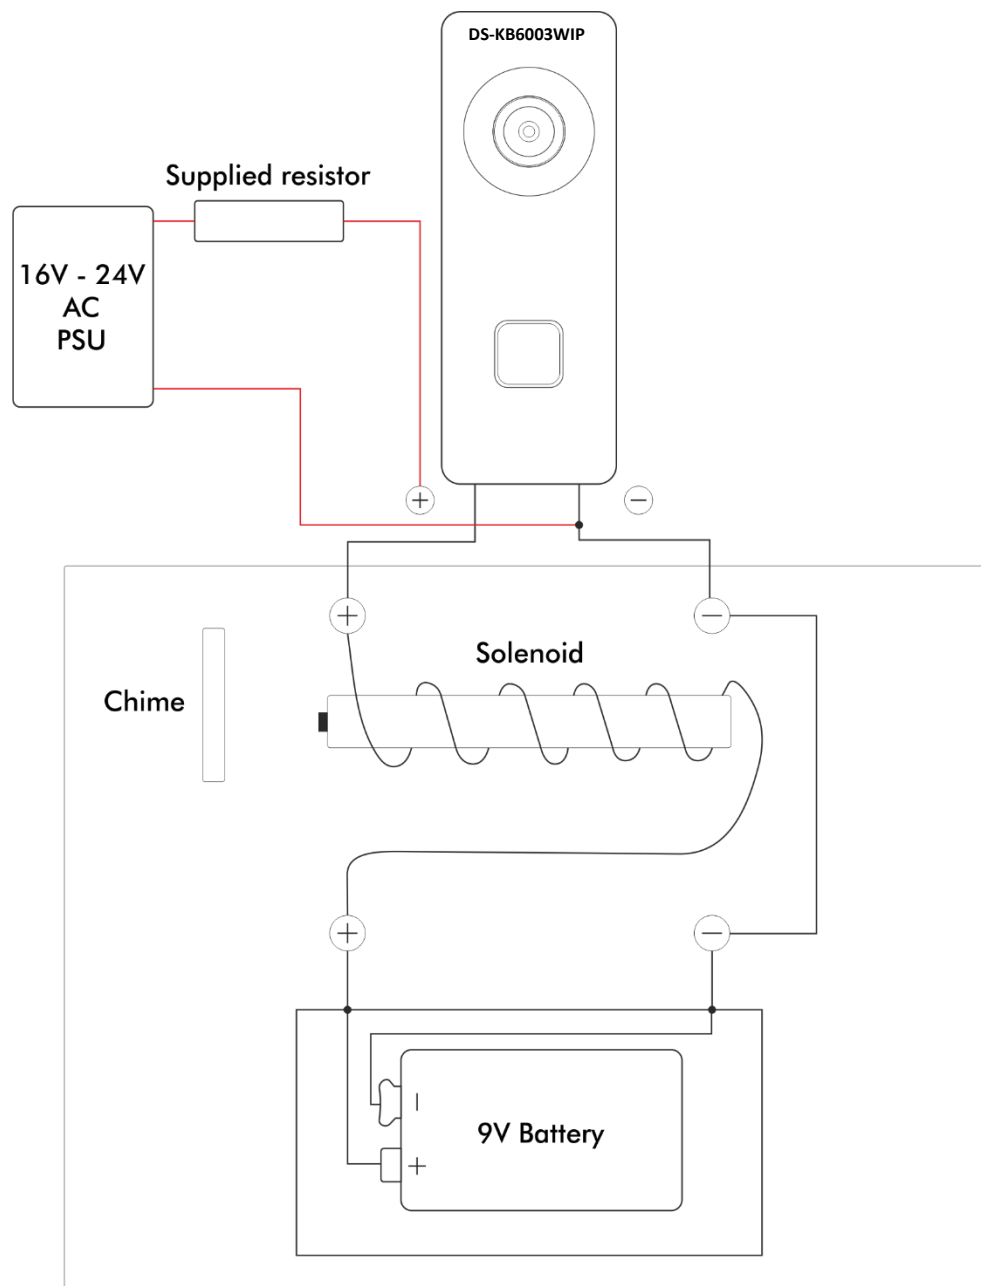 DS-KB6003WIP
Supplied resistor
16V - 24V
AC
PSU
+
−
+
−
Solenoid
Chime
+
−
−
9V Battery
+